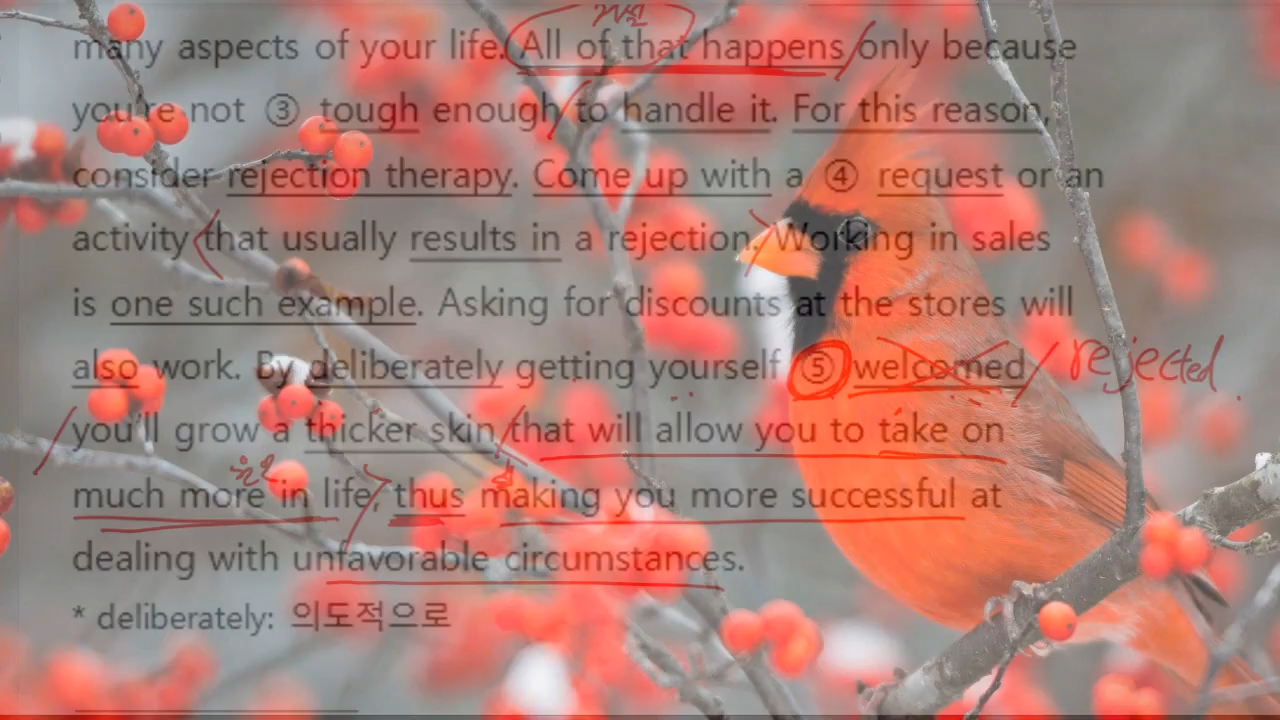 many aspects of your life. All of that happens only because
you're not ③ tough enough to handle it. For this reason,
consider rejection therapy. Come up with a ④ request or an
activity that usually results in a rejection. Working in sales
is one such example. Asking for discounts at the stores will
also work. By deliberately getting yourself ⑤ welcomed rejected
you'll grow a thicker skin that will allow you to take on
much more in life, thus making you more successful at
dealing with unfavorable circumstances.
* deliberately: 의도적으로